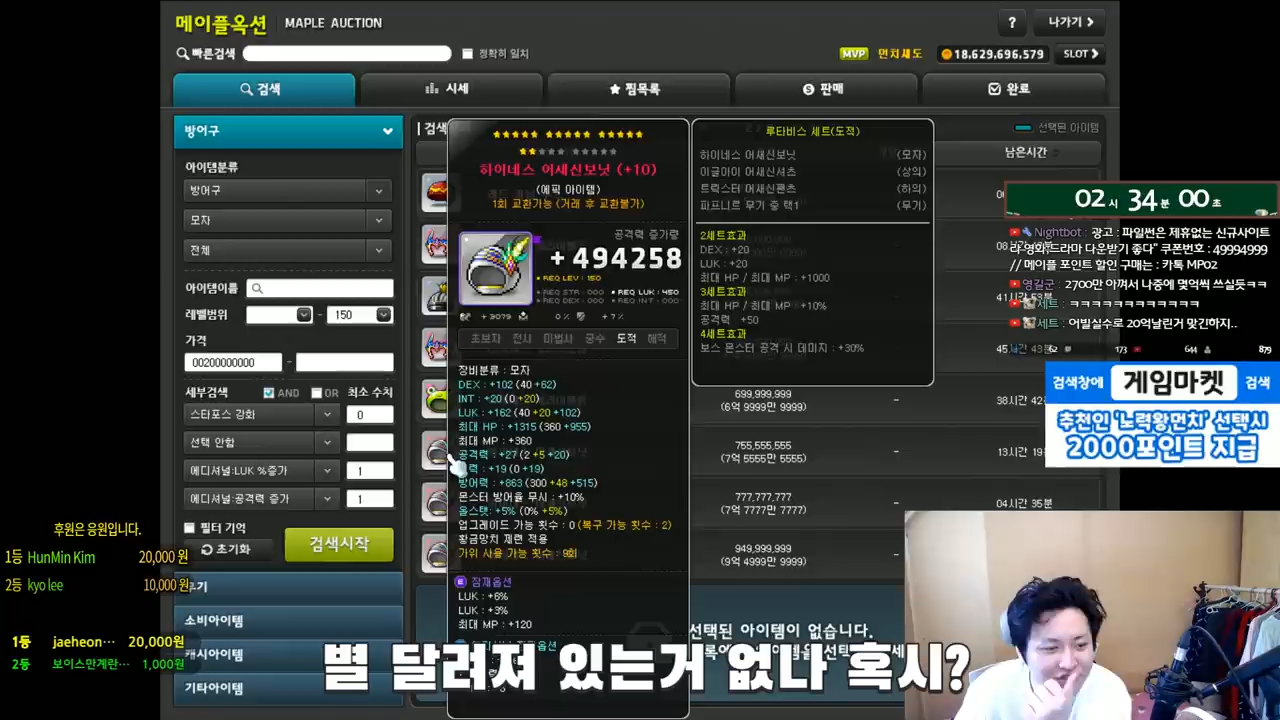 메이플옥션 MAPLE AUCTION
? 나가기
빠른검색 정확히 일치
MVP 면치세도 18,629,696,579 SLOT
검색 시세 찜목록 판매 완료
방어구
아이템분류
방어구
모자
전체
아이템이름
레벨범위 - 150
가격
00200000000 -
세부검색 AND OR 최소 수치
스타포스 강화 0
선택 안함
에디셔널:LUK %증가 1
에디셔널:공격력 증가 1
필터 기억
초기화 검색시작
소비아이템
캐시아이템
기타아이템
하이네스 어새신보닛 (+10)
(에픽 아이템)
1회 교환가능 (거래 후 교환불가)
공격력 증가량
+494258
REQ LEV : 150
REQ STR : 000 REQ LUK : 450
REQ DEX : 000 REQ INT : 000
+ 3079 0 % + 7 %
초보자 전사 마법사 궁수 도적 해적
장비분류 : 모자
DEX : +102 (40 +62)
INT : +20 (0 +20)
LUK : +162 (40 +20 +102)
최대 HP : +1315 (360 +955)
최대 MP : +360
공격력 : +27 (2 +5 +20)
력 : +19 (0 +19)
방어력 : +863 (300 +48 +515)
몬스터 방어율 무시 : +10%
올스탯 : +5% (0% +5%)
업그레이드 가능 횟수 : 0 (복구 가능 횟수 : 2)
황금망치 제련 적용
가위 사용 가능 횟수 : 9회
잠재옵션
LUK : +6%
LUK : +3%
최대 MP : +120
루타비스 세트(도적)
하이네스 어새신보닛 (모자)
이글아이 어새신셔츠 (상의)
트릭스터 어새신팬츠 (하의)
파프니르 무기 중 택1 (무기)
2세트효과
DEX : +20
LUK : +20
최대 HP / 최대 MP : +1000
3세트효과
최대 HP / 최대 MP : +10%
공격력 : +50
4세트효과
보스 몬스터 공격 시 데미지 : +30%
선택된 아이템
남은시간
699,999,999
(6억 9999만 9999) - 38시간 42
755,555,555
(7억 5555만 5555) - 13시간 19
777,777,777
(7억 7777만 7777) - 04시간 35분
949,999,999
(9억 4999만 9999)
선택된 아이템이 없습니다.
02시 34분 00초
Nightbot : 광고 : 파일썬은 제휴없는 신규사이트
라 영화,드라마 다운받기 좋다" 쿠폰번호 : 49994999
// 메이플 포인트 할인 구매는 : 카톡 MP02
영길군 : 2700만 아껴서 나중에 몇억씩 쓰실듯ㅋㅋ
세트 : ㅋㅋㅋㅋㅋㅋㅋㅋㅋㅋㅋ
세트 : 어빌실수로 20억날린거 맞긴하지..
62 173 644 879
검색창에 게임마켓 검색
추천인 '노력왕면치' 선택시
2000포인트 지급
후원은 응원입니다.
1등 HunMin Kim 20,000 원
2등 kyo lee 10,000 원
1등 jaeheon… 20,000원
2등 보이스만계란… 1,000원
별 달려져 있는거 없나 혹시?